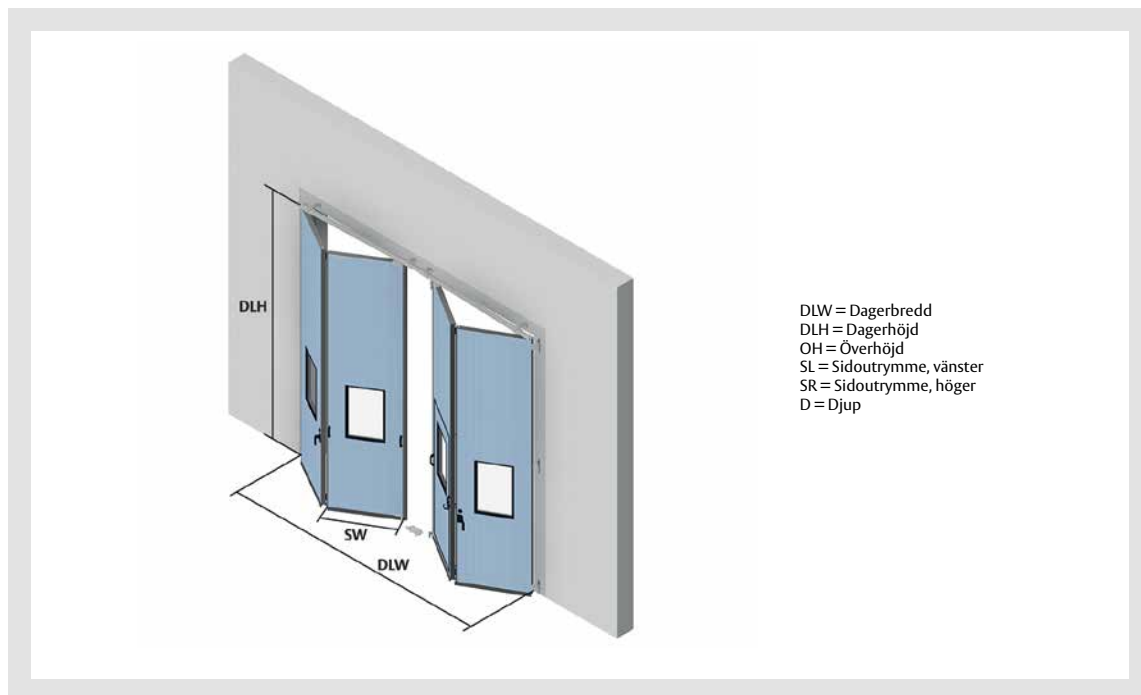 DLH
SW
DLW
DLW = Dagerbredd
DLH = Dagerhöjd
OH = Överhöjd
SL = Sidoutrymme, vänster
SR = Sidoutrymme, höger
D = Djup